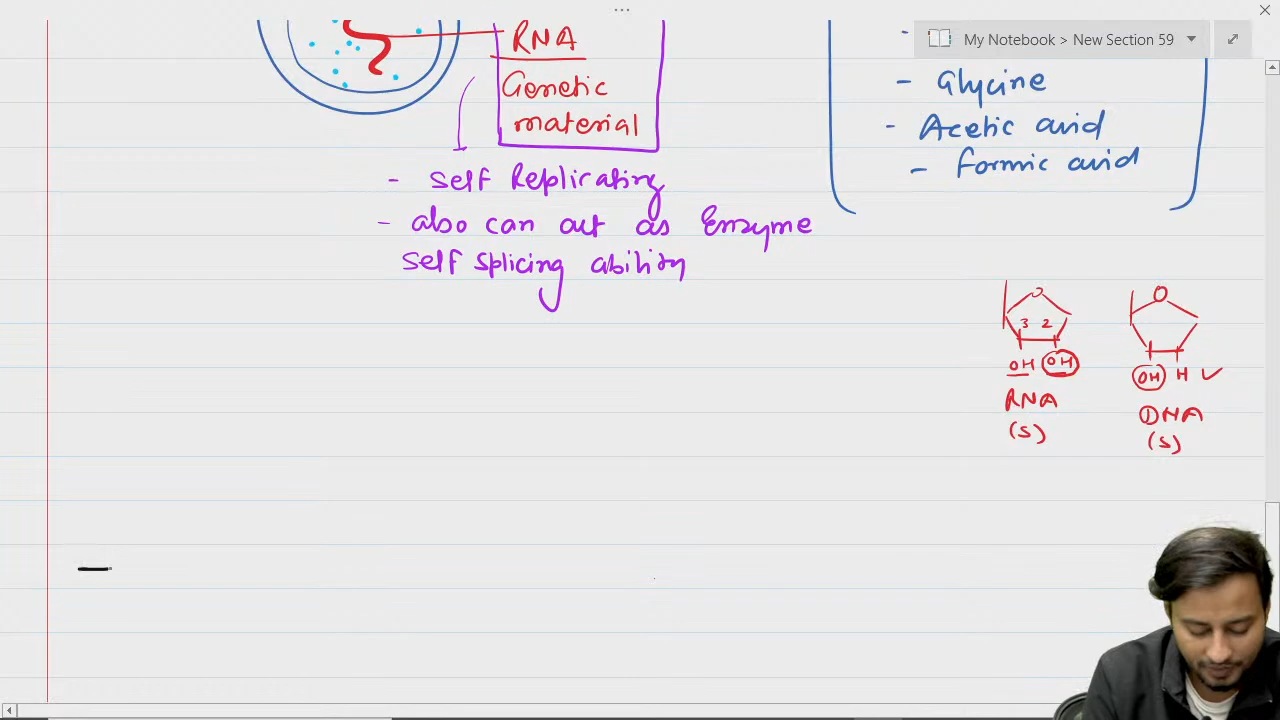 My Notebook > New Section 59
RNA
Genetic
material
- Self Replicating
- also can act as Enzyme
Self splicing ability
-
- Glycine
- Acetic acid
- Formic acid
O
3 2
OH OH
RNA
(S)
O
OH H ✓
DNA
(S)